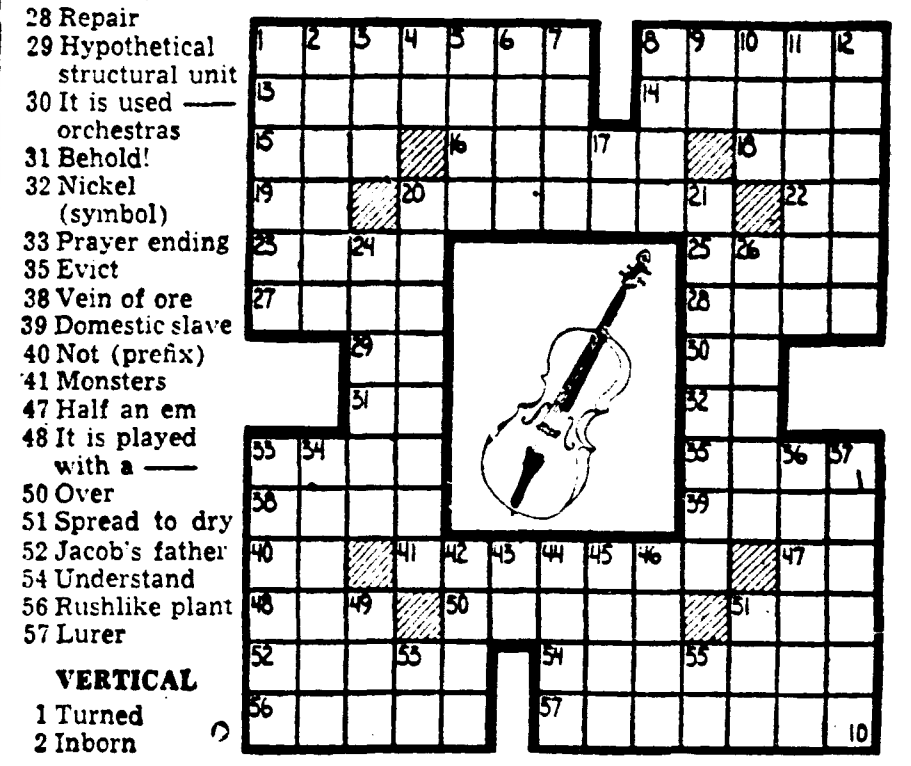 28 Repair
29 Hypothetical
structural unit
30 It is used ——
orchestras
31 Behold!
32 Nickel
(symbol)
33 Prayer ending
35 Evict
38 Vein of ore
39 Domestic slave
40 Not (prefix)
41 Monsters
47 Half an em
48 It is played
with a ——
50 Over
51 Spread to dry
52 Jacob's father
54 Understand
56 Rushlike plant
57 Lurer
VERTICAL
1 Turned
2 Inborn
1 2 3 4 5 6 7 8 9 10 11 12
13 14
15 16 17 18
19 20 21 22
23 24 25 26
27 28
29 30
31 32
33 34 35 36 37
38 39
40 41 42 43 44 45 46 47
48 49 50 51
52 53 54 55
56 57
10